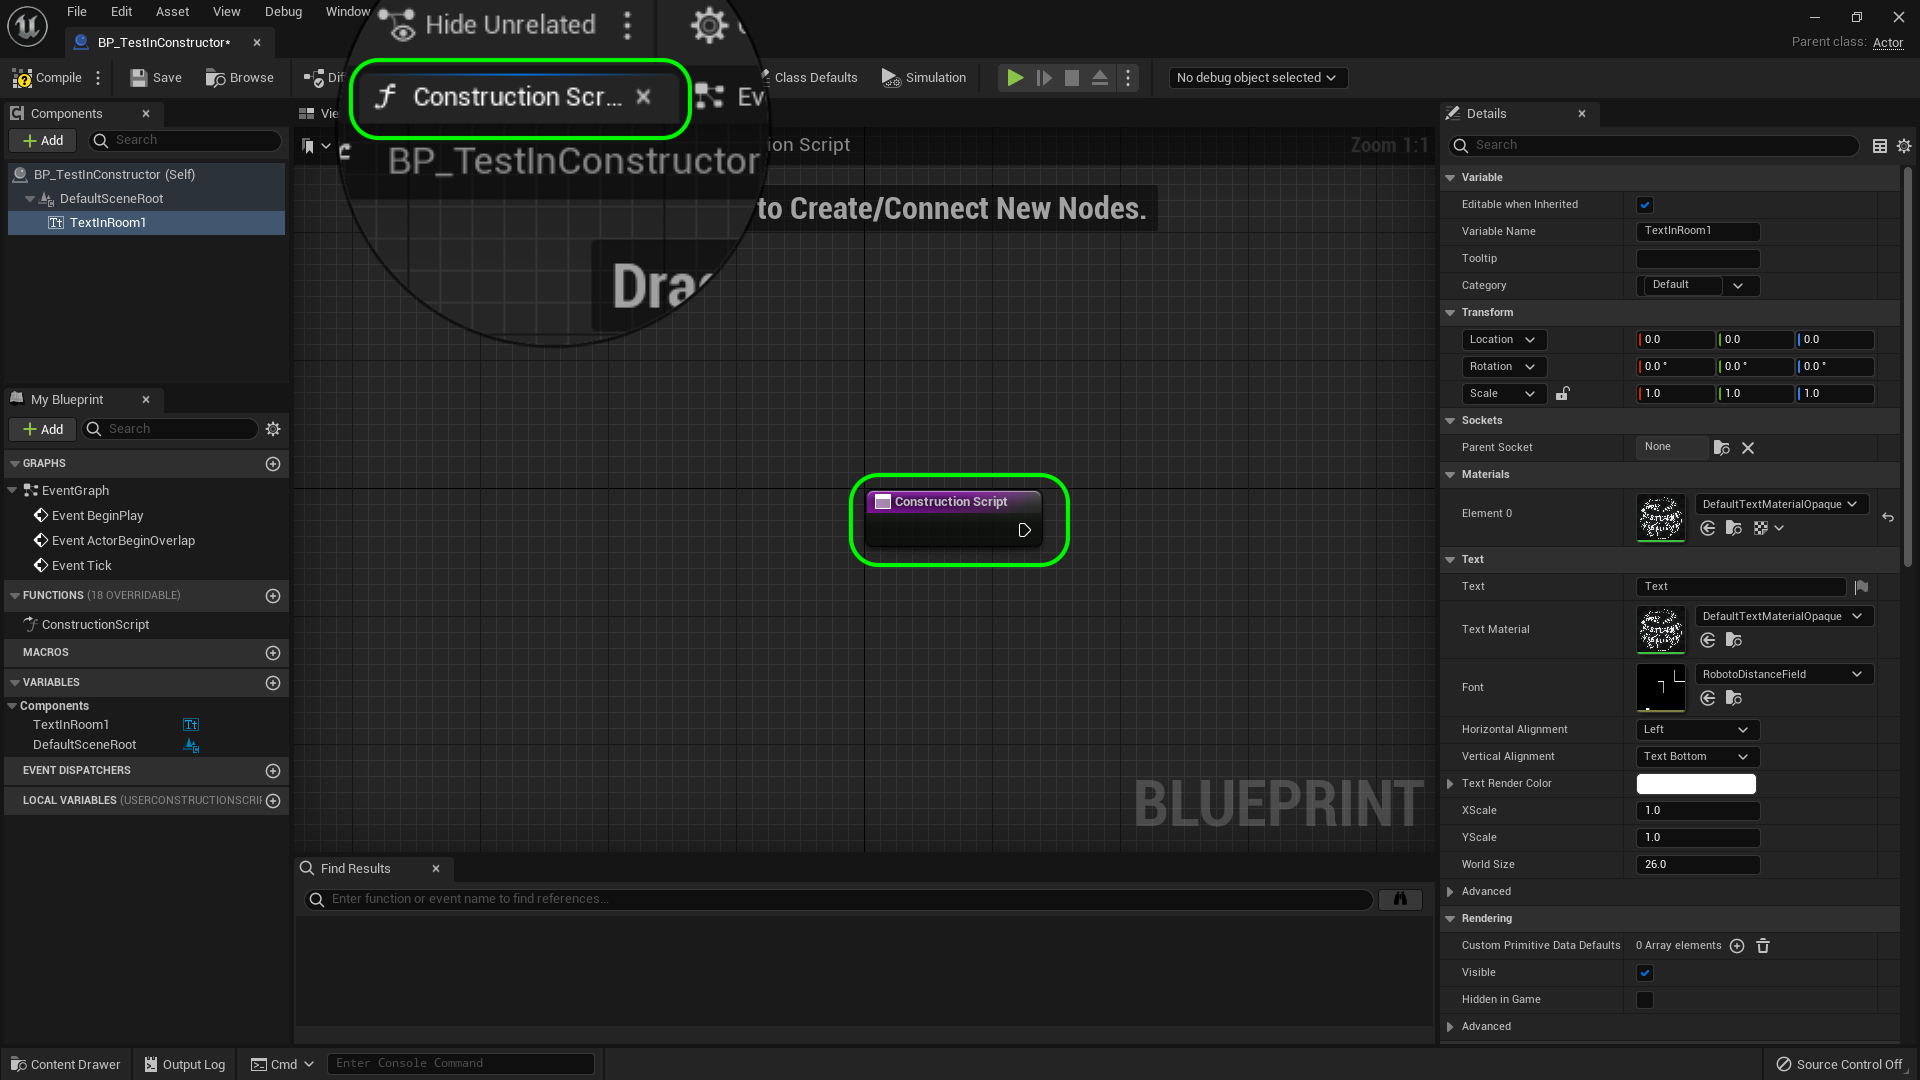 File Edit Asset View Debug Window
BP_TestInConstructor*
Parent class: Actor
Hide Unrelated
Compile Save Browse Class Defaults Simulation No debug object selected
Construction Scr...
BP_TestInConstructor
ion Script Zoom 1:1
to Create/Connect New Nodes.
Components
Add Search
BP_TestInConstructor (Self)
DefaultSceneRoot
TextInRoom1
My Blueprint
Add Search
GRAPHS
EventGraph
Event BeginPlay
Event ActorBeginOverlap
Event Tick
FUNCTIONS (18 OVERRIDABLE)
ConstructionScript
MACROS
VARIABLES
Components
TextInRoom1
DefaultSceneRoot
EVENT DISPATCHERS
LOCAL VARIABLES (USERCONSTRUCTIONSCRIP
Construction Script
BLUEPRINT
Find Results
Enter function or event name to find references...
Details
Search
Variable
Editable when Inherited
Variable Name TextInRoom1
Tooltip
Category Default
Transform
Location 0.0 0.0 0.0
Rotation 0.0 ° 0.0 ° 0.0 °
Scale 1.0 1.0 1.0
Sockets
Parent Socket None
Materials
Element 0 DefaultTextMaterialOpaque
Text
Text Text
Text Material DefaultTextMaterialOpaque
Font RobotoDistanceField
Horizontal Alignment Left
Vertical Alignment Text Bottom
Text Render Color
XScale 1.0
YScale 1.0
World Size 26.0
Advanced
Rendering
Custom Primitive Data Defaults 0 Array elements
Visible
Hidden in Game
Advanced
Content Drawer Output Log Cmd Enter Console Command Source Control Off